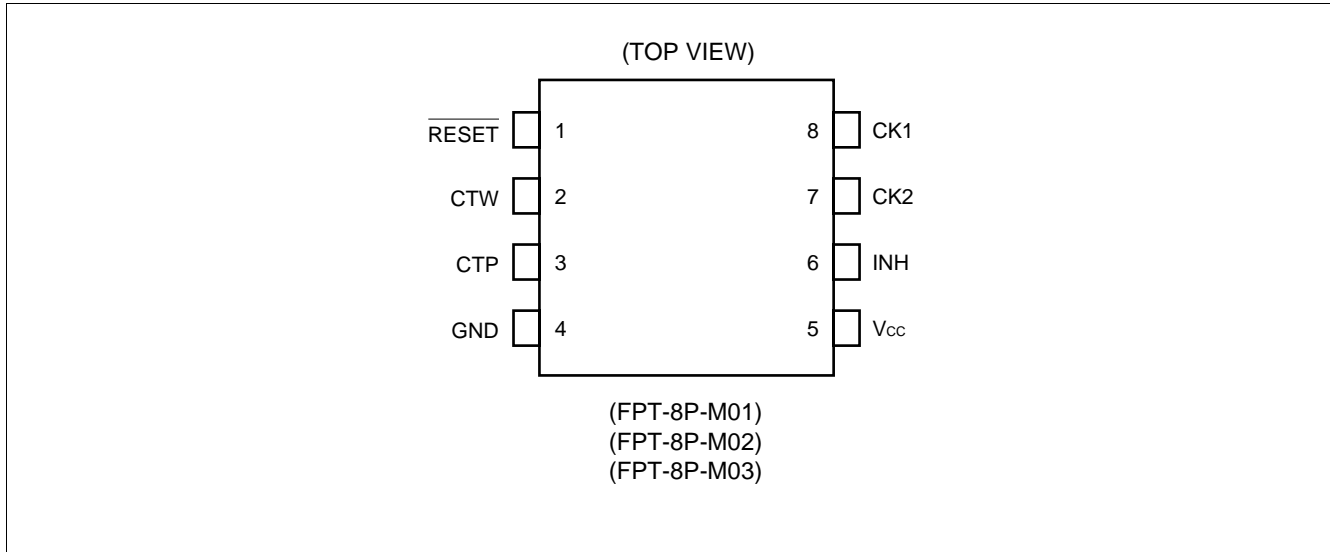 (TOP VIEW)
RESET 1 8 CK1
CTW 2 7 CK2
CTP 3 6 INH
GND 4 5 VCC
(FPT-8P-M01)
(FPT-8P-M02)
(FPT-8P-M03)